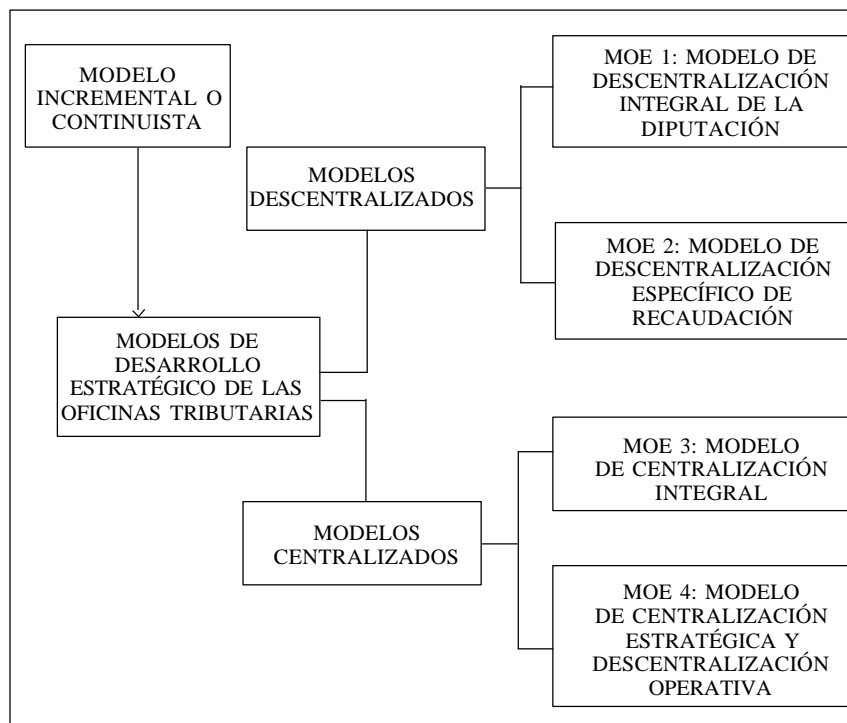 MODELO
INCREMENTAL O
CONTINUISTA
MODELOS DE
DESARROLLO
ESTRATÉGICO DE LAS
OFICINAS TRIBUTARIAS
MODELOS
DESCENTRALIZADOS
MODELOS
CENTRALIZADOS
MOE 1: MODELO DE
DESCENTRALIZACIÓN
INTEGRAL DE LA
DIPUTACIÓN
MOE 2: MODELO DE
DESCENTRALIZACIÓN
ESPECÍFICO DE
RECAUDACIÓN
MOE 3: MODELO
DE CENTRALIZACIÓN
INTEGRAL
MOE 4: MODELO
DE CENTRALIZACIÓN
ESTRATÉGICA Y
DESCENTRALIZACIÓN
OPERATIVA